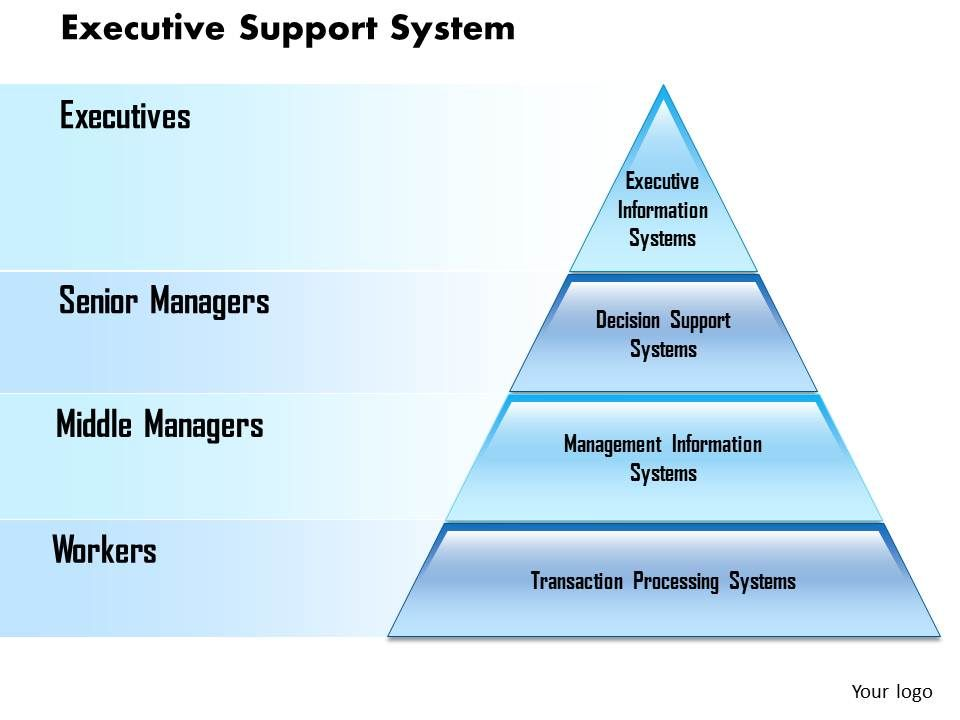 Executive Support System
Executives
Executive
Information
Systems
Senior Managers
Decision Support
Systems
Middle Managers
Management Information
Systems
Workers
Transaction Processing Systems
Your logo